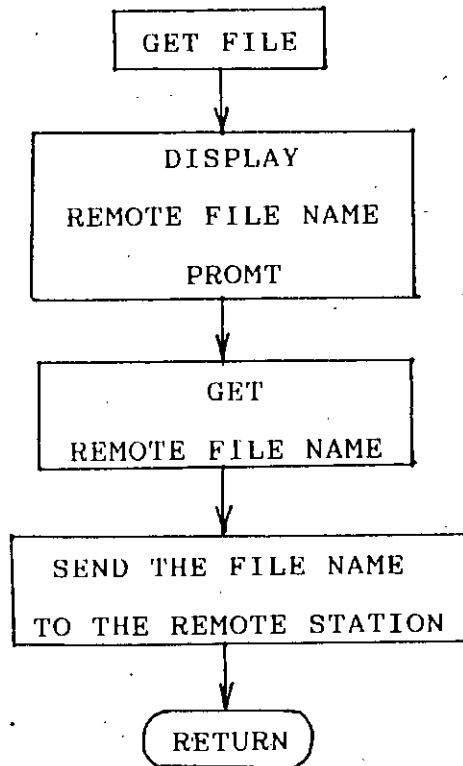 GET FILE
DISPLAY
REMOTE FILE NAME
PROMT
GET
REMOTE FILE NAME
SEND THE FILE NAME
TO THE REMOTE STATION
RETURN